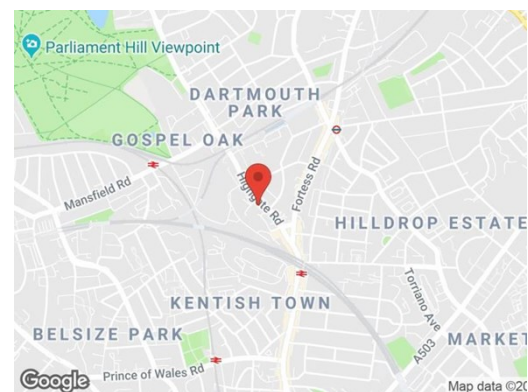 Parliament Hill Viewpoint
DARTMOUTH
PARK
GOSPEL OAK
Mansfield Rd
Highgate Rd
Fortess Rd
HILLDROP ESTATE
KENTISH TOWN
Torriano Ave
BELSIZE PARK
A503
MARKET
Prince of Wales Rd
Google
Map data ©20